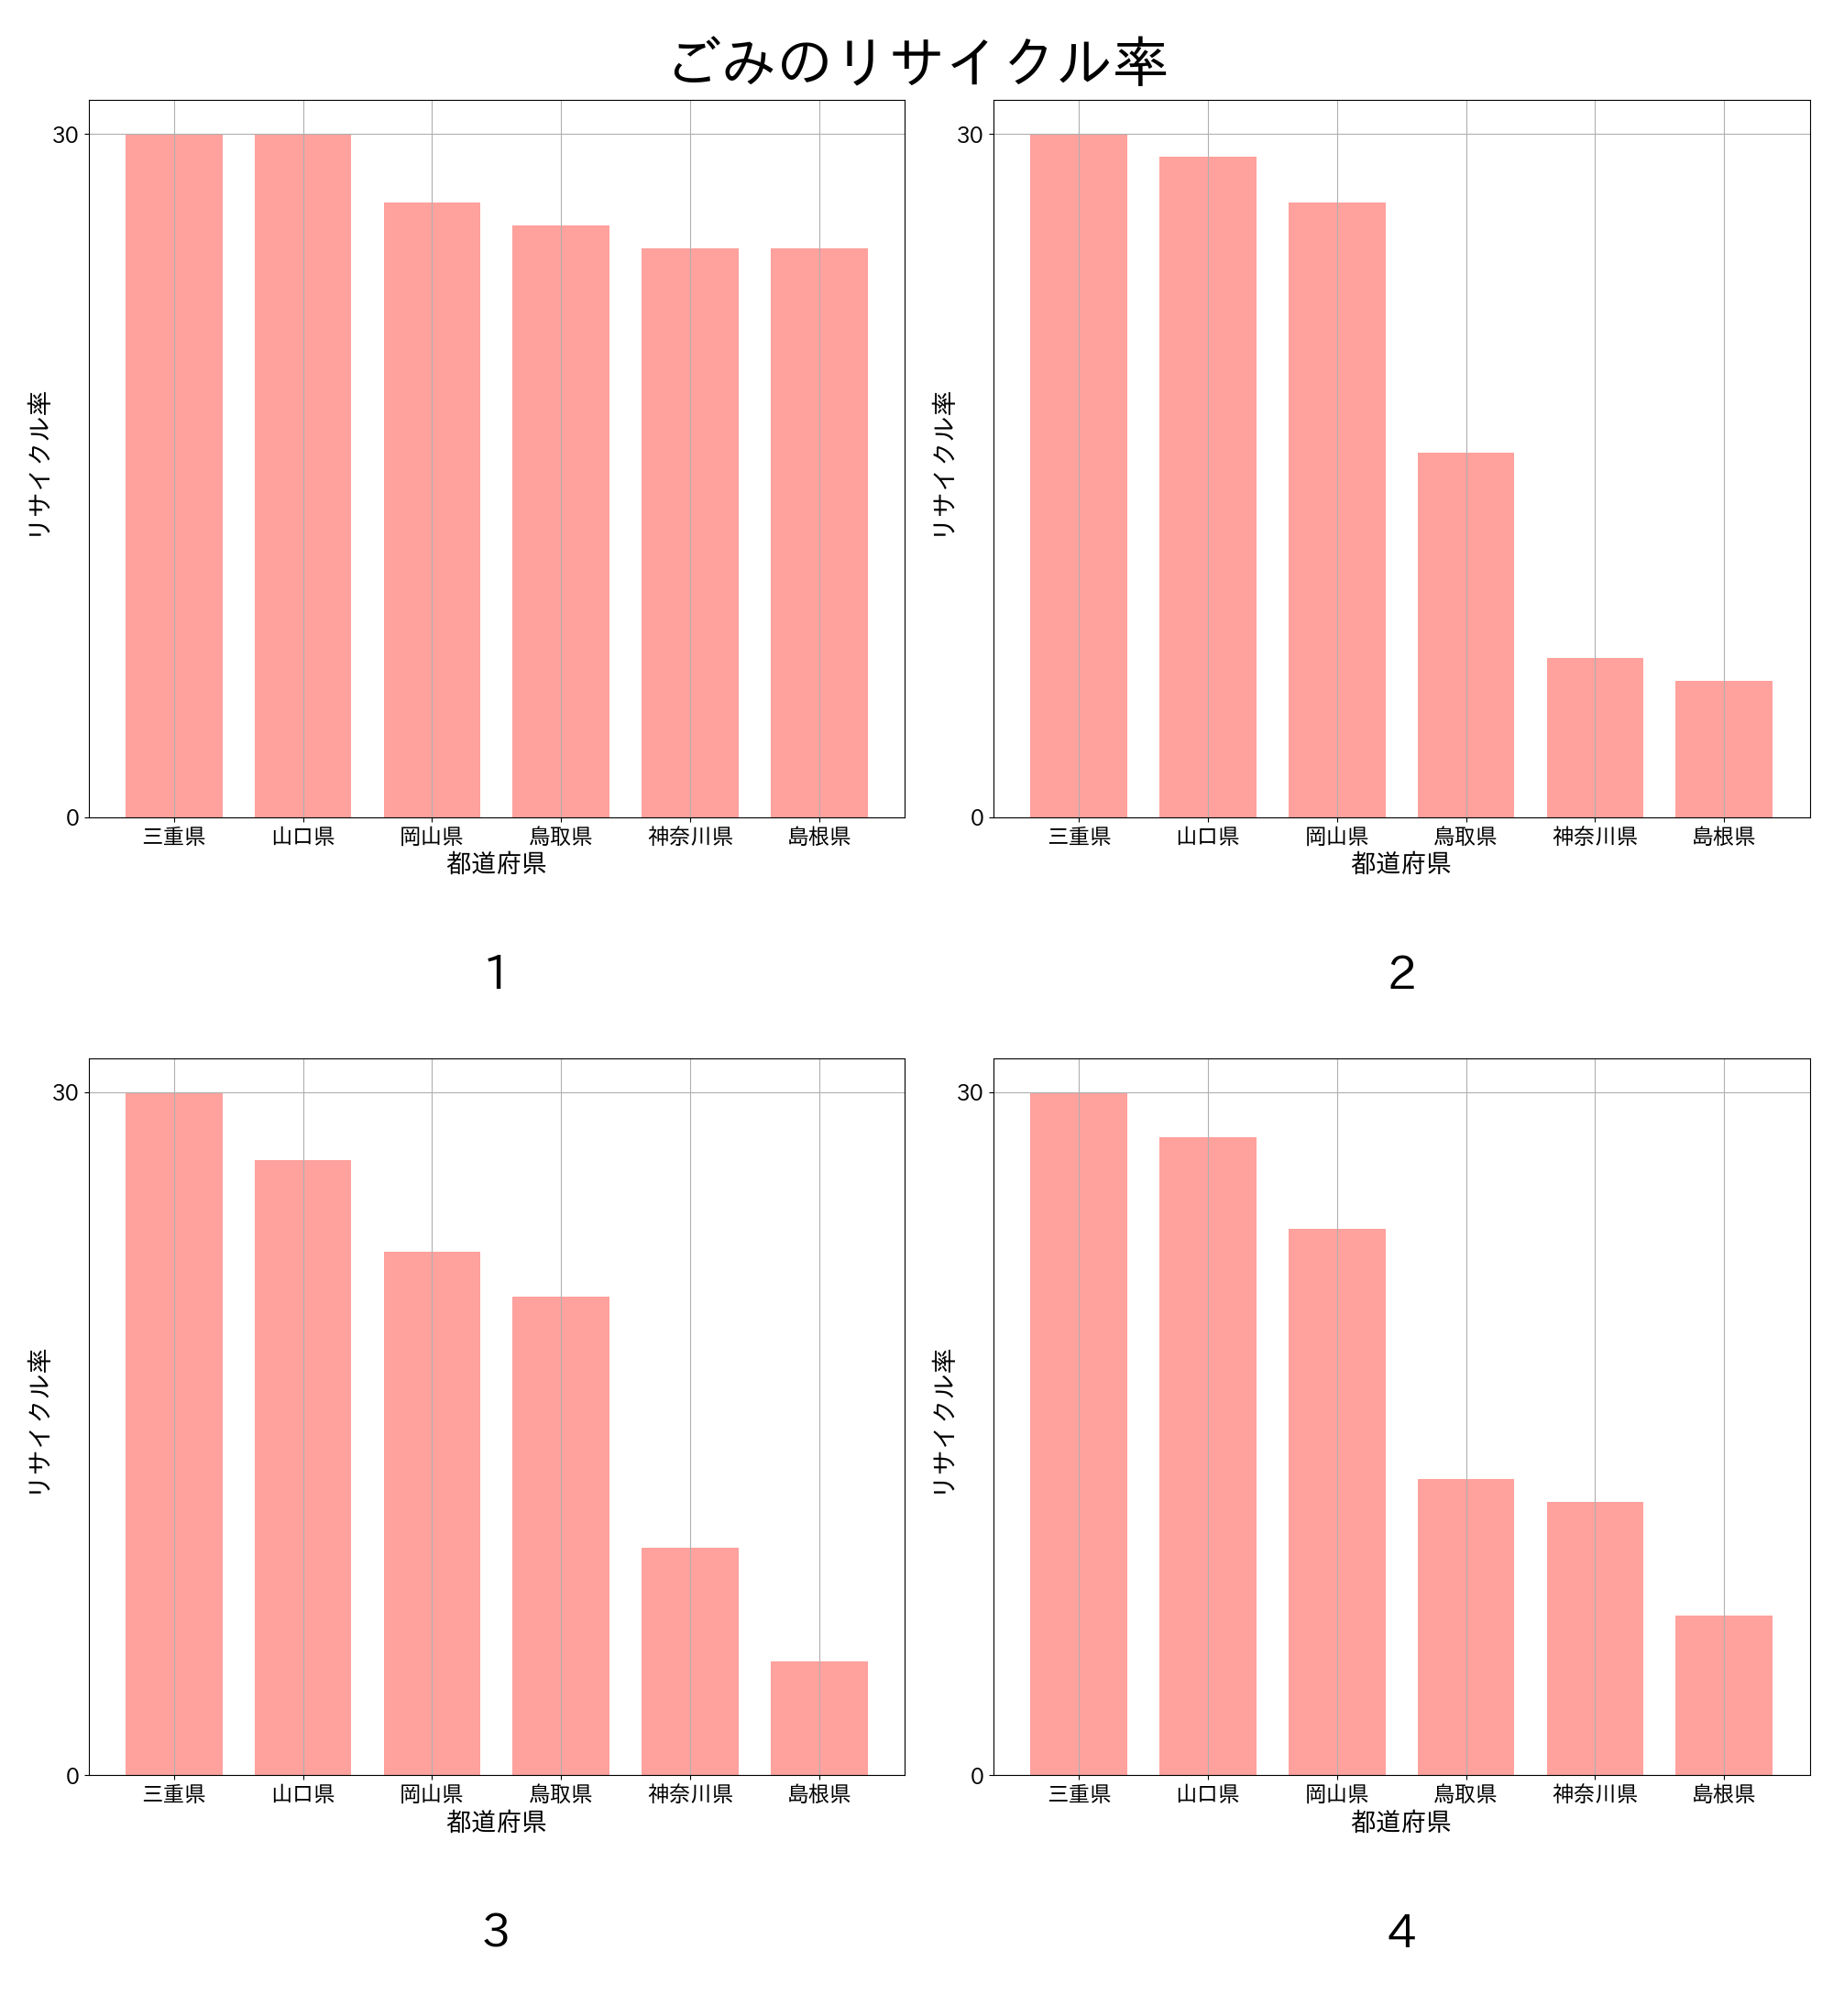 ごみのリサイクル率
30
0
リサイクル率
三重県 山口県 岡山県 鳥取県 神奈川県 島根県
都道府県
1
30
0
リサイクル率
三重県 山口県 岡山県 鳥取県 神奈川県 島根県
都道府県
2
30
0
リサイクル率
三重県 山口県 岡山県 鳥取県 神奈川県 島根県
都道府県
3
30
0
リサイクル率
三重県 山口県 岡山県 鳥取県 神奈川県 島根県
都道府県
4